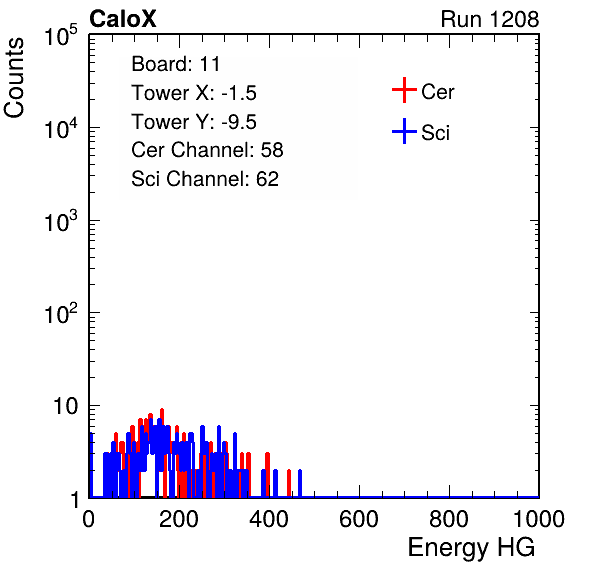 CaloX Run 1208
Counts
10^5
10^4
10^3
10^2
10
1
Board: 11
Tower X: -1.5
Tower Y: -9.5
Cer Channel: 58
Sci Channel: 62
Cer
Sci
0 200 400 600 800 1000
Energy HG